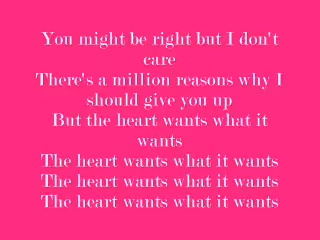 You might be right but I don't
care
There's a million reasons why I
should give you up
But the heart wants what it
wants
The heart wants what it wants
The heart wants what it wants
The heart wants what it wants